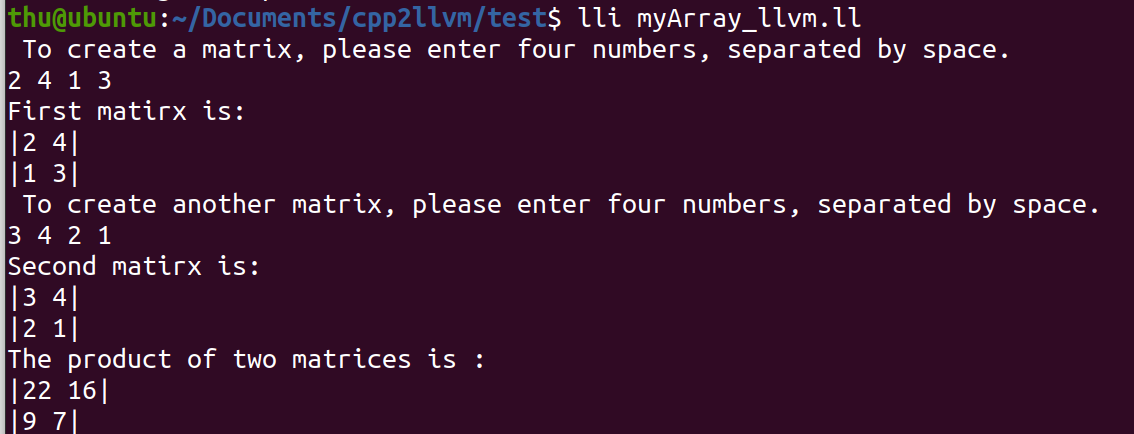 thu@ubuntu:~/Documents/cpp2llvm/test$ lli myArray_llvm.ll
To create a matrix, please enter four numbers, separated by space.
2 4 1 3
First matirx is:
|2 4|
|1 3|
To create another matrix, please enter four numbers, separated by space.
3 4 2 1
Second matirx is:
|3 4|
|2 1|
The product of two matrices is :
|22 16|
|9 7|